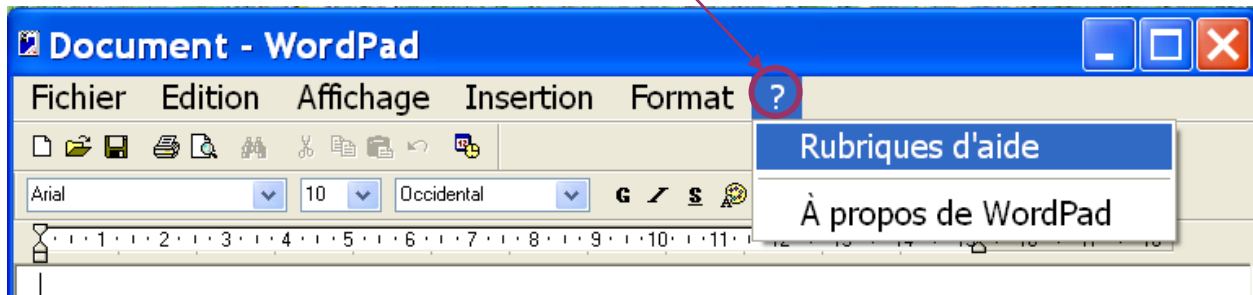 Document - WordPad
Fichier Edition Affichage Insertion Format ?
Rubriques d'aide
À propos de WordPad
Arial 10 Occidental G I S
1 2 3 4 5 6 7 8 9 10 11